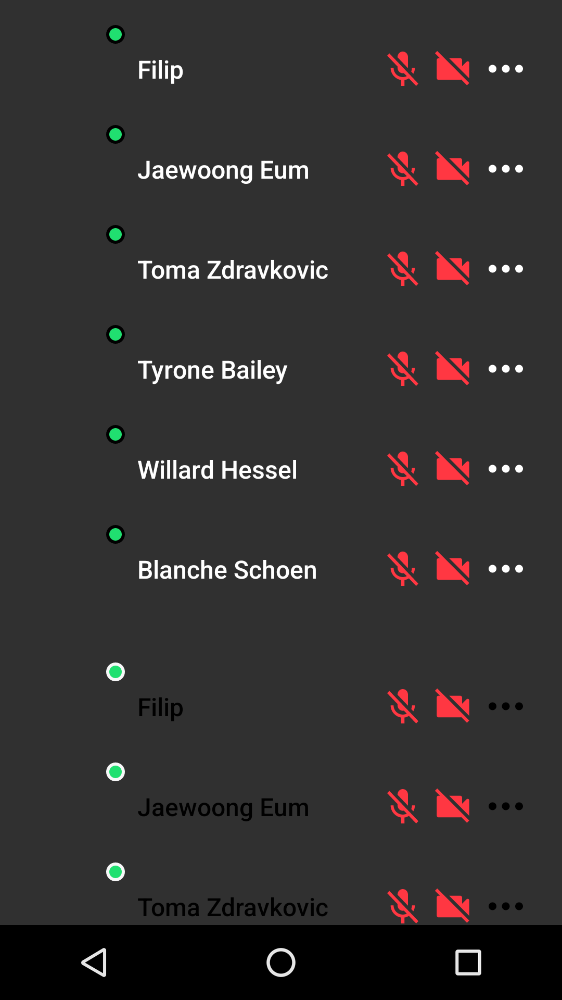 Filip
Jaewoong Eum
Toma Zdravkovic
Tyrone Bailey
Willard Hessel
Blanche Schoen
Filip
Jaewoong Eum
Toma Zdravkovic